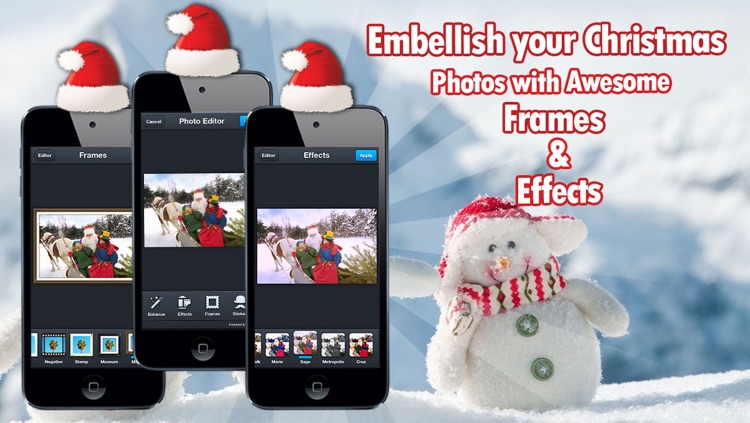 Embellish your Christmas
Photos with Awesome
Frames
&
Effects
Editor Frames
Negative Stamp Museum
Cancel Photo Editor
Enhance Effects Frames
Editor Effects Apply
Marie Sage Metropolis Cruz